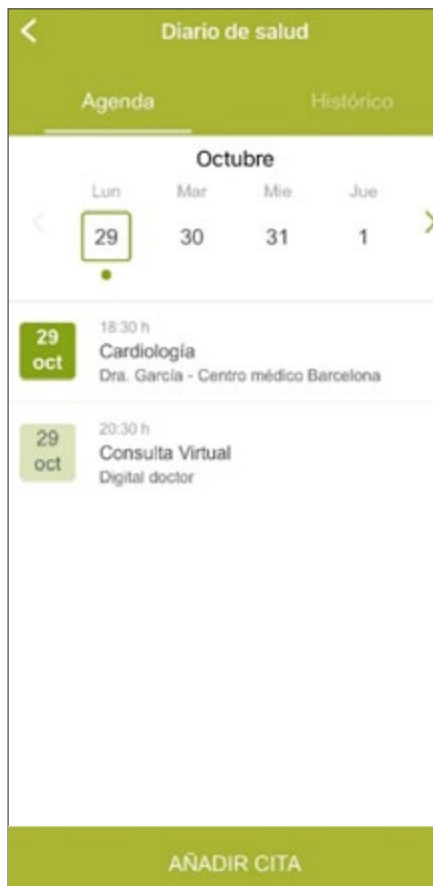 Diario de salud
Agenda Histórico
Octubre
Lun Mar Mie Jue
29 30 31 1
29
oct
18:30 h
Cardiología
Dra. García - Centro médico Barcelona
29
oct
20:30 h
Consulta Virtual
Digital doctor
AÑADIR CITA